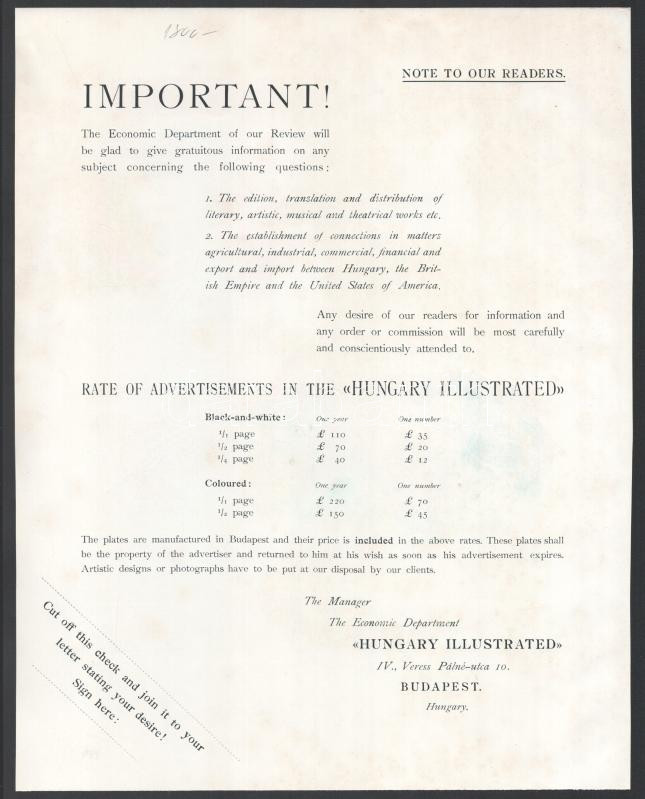 1800—
NOTE TO OUR READERS.
IMPORTANT!
The Economic Department of our Review will
be glad to give gratuitous information on any
subject concerning the following questions:
1. The edition, translation and distribution of
literary, artistic, musical and theatrical works etc.
2. The establishment of connections in matters
agricultural, industrial, commercial, financial and
export and import between Hungary, the Brit-
ish Empire and the United States of America.
Any desire of our readers for information and
any order or commission will be most carefully
and conscientiously attended to.
RATE OF ADVERTISEMENTS IN THE «HUNGARY ILLUSTRATED»
Black-and-white: One year One number
1/1 page £ 110 £ 35
1/2 page £ 70 £ 20
1/4 page £ 40 £ 12
Coloured: One year One number
1/1 page £ 220 £ 70
1/2 page £ 150 £ 45
The plates are manufactured in Budapest and their price is included in the above rates. These plates shall
be the property of the advertiser and returned to him at his wish as soon as his advertisement expires.
Artistic designs or photographs have to be put at our disposal by our clients.
The Manager
The Economic Department
«HUNGARY ILLUSTRATED»
IV., Veress Pálné-utca 10.
BUDAPEST.
Hungary.
Cut off this check and join it to your
letter stating your desire!
Sign here: